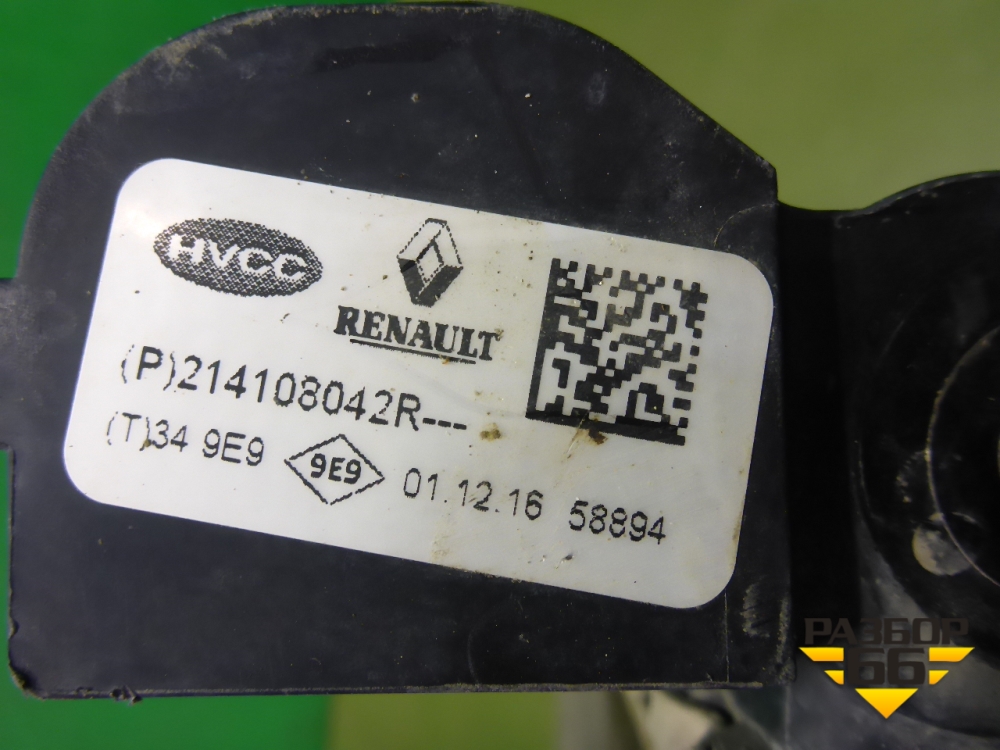 HVCC
RENAULT
(P)214108042R---
(T)34 9E9 9E9 01.12.16 58894
РАЗБОР
66